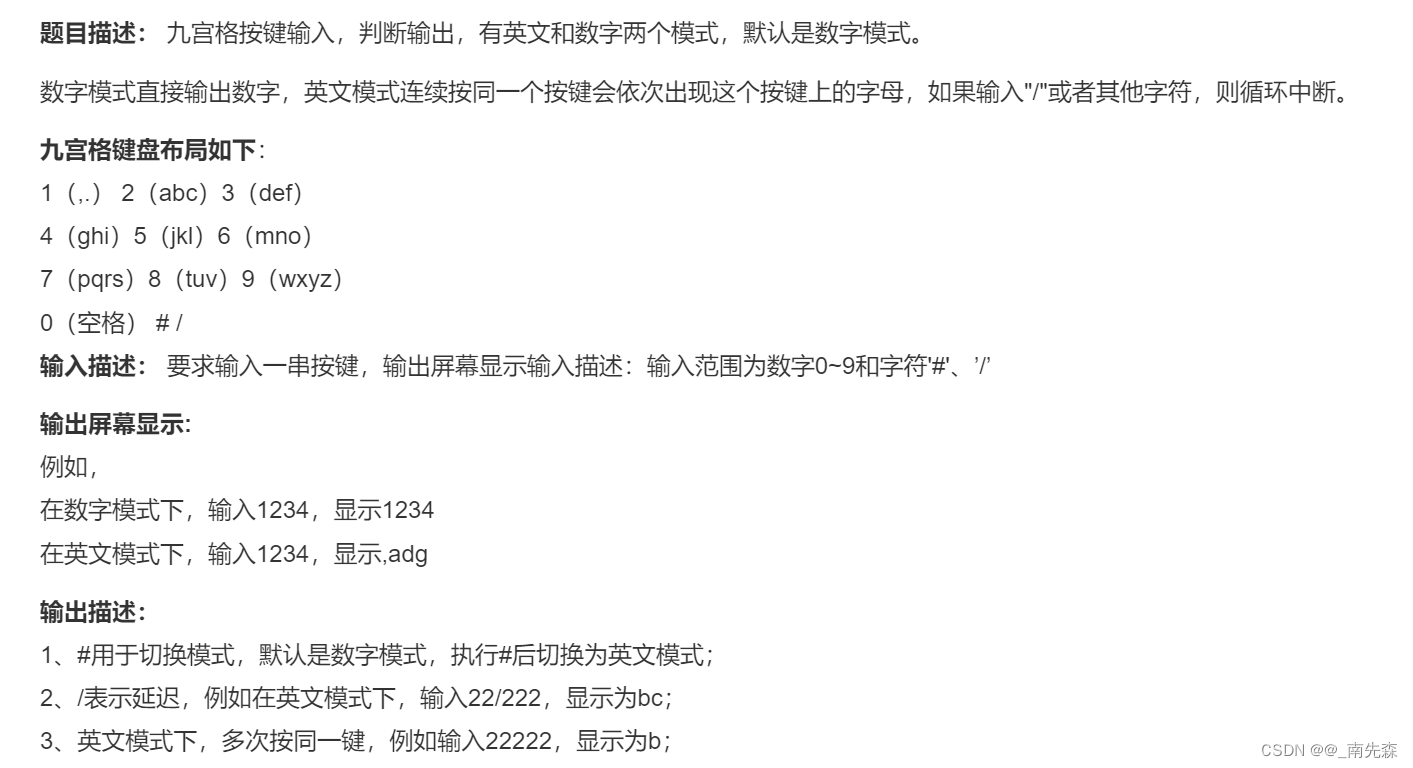 题目描述： 九宫格按键输入，判断输出，有英文和数字两个模式，默认是数字模式。
数字模式直接输出数字，英文模式连续按同一个按键会依次出现这个按键上的字母，如果输入"/"或者其他字符，则循环中断。
九宫格键盘布局如下：
1（,.） 2（abc）3（def）
4（ghi）5（jkl）6（mno）
7（pqrs）8（tuv）9（wxyz）
0（空格） # /
输入描述： 要求输入一串按键，输出屏幕显示输入描述：输入范围为数字0~9和字符'#'、’/’
输出屏幕显示:
例如，
在数字模式下，输入1234，显示1234
在英文模式下，输入1234，显示,adg
输出描述：
1、#用于切换模式，默认是数字模式，执行#后切换为英文模式；
2、/表示延迟，例如在英文模式下，输入22/222，显示为bc；
3、英文模式下，多次按同一键，例如输入22222，显示为b；
CSDN @@_南先森